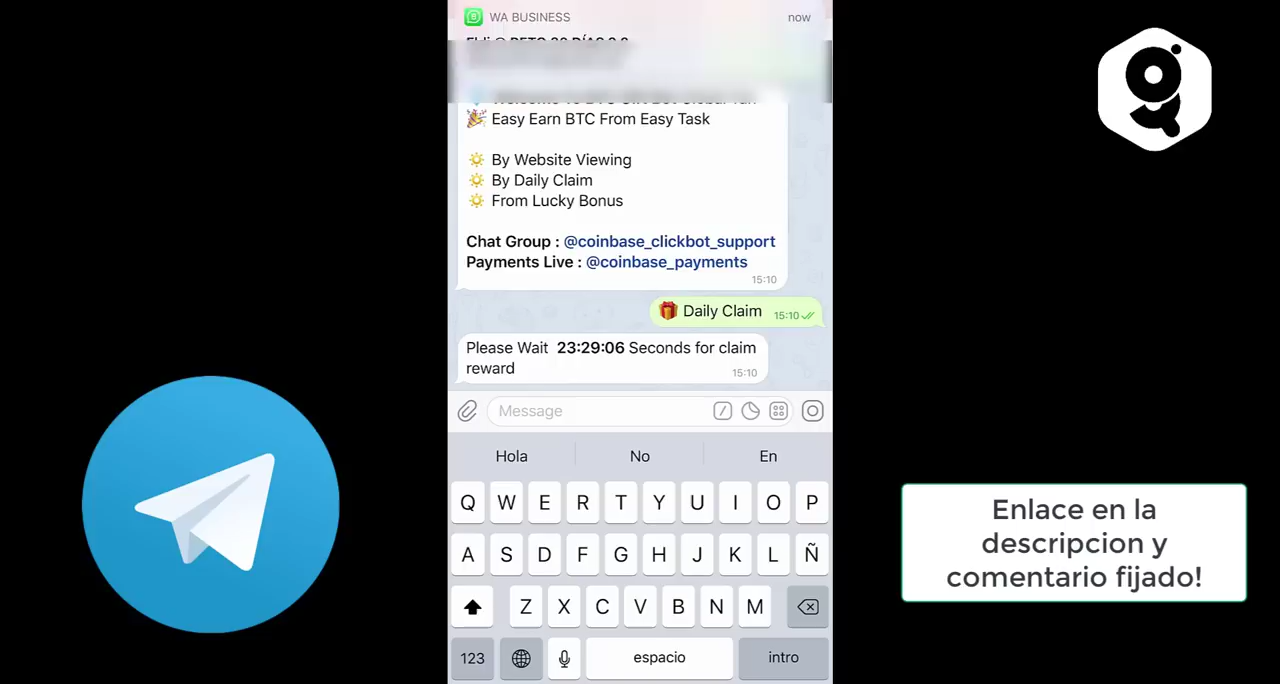 WA BUSINESS
now
Easy Earn BTC From Easy Task
By Website Viewing
By Daily Claim
From Lucky Bonus
Chat Group : @coinbase_clickbot_support
Payments Live : @coinbase_payments
15:10
Daily Claim 15:10
Please Wait 23:29:06 Seconds for claim
reward
15:10
Message
Hola No En
Q W E R T Y U I O P
A S D F G H J K L Ñ
Z X C V B N M
123 espacio intro
Enlace en la
descripcion y
comentario fijado!